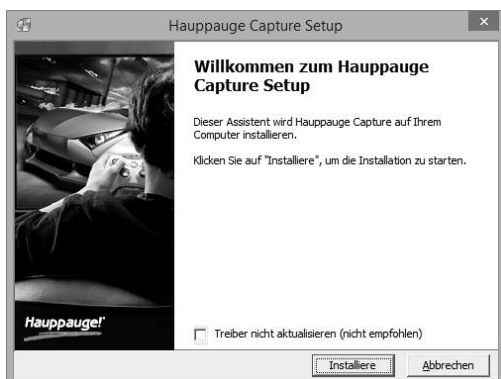 Hauppauge Capture Setup
Willkommen zum Hauppauge
Capture Setup
Dieser Assistent wird Hauppauge Capture auf Ihrem
Computer installieren.
Klicken Sie auf "Installiere", um die Installation zu starten.
Hauppauge!
Treiber nicht aktualisieren (nicht empfohlen)
Installiere
Abbrechen